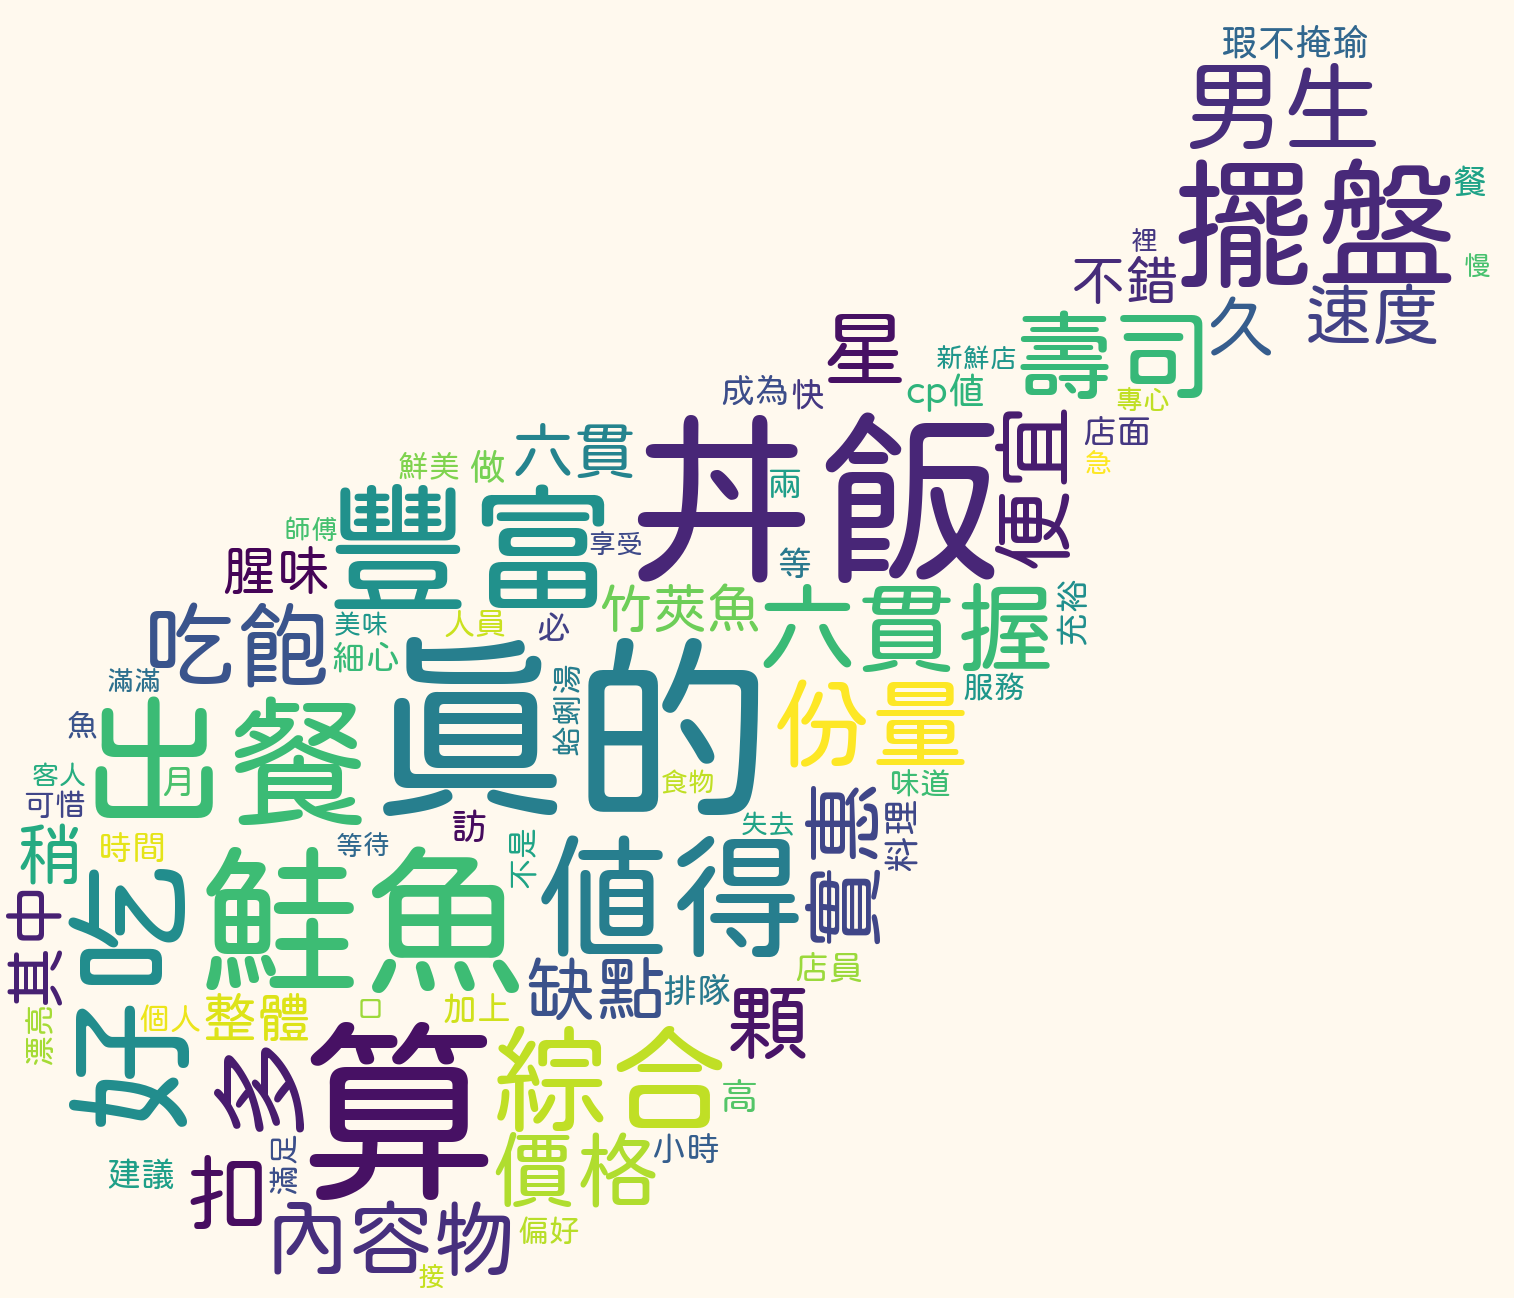 瑕不掩瑜
男生
擺盤
餐
裡
慢
不錯
速度
久
壽司
星
新鮮店
成為
快
cp值
專心
店面
急
便宜
丼飯
六貫
鮮美
做
兩
豐富
師傅
享受
腥味
等
竹莢魚
六貫握
充裕
吃飽
美味
人員
必
細心
真的
蛤蜊湯
滿滿
服務
份量
出餐
魚
月
食物
味道
客人
可惜
訪
失去
實惠
料理
稍
時間
等待
不是
值得
鮭魚
好吃
其中
店員
缺點
排隊
顆
漂亮
個人
整體
口
加上
多
算
綜合
高
滿足
建議
扣
價格
小時
內容物
偏好
接